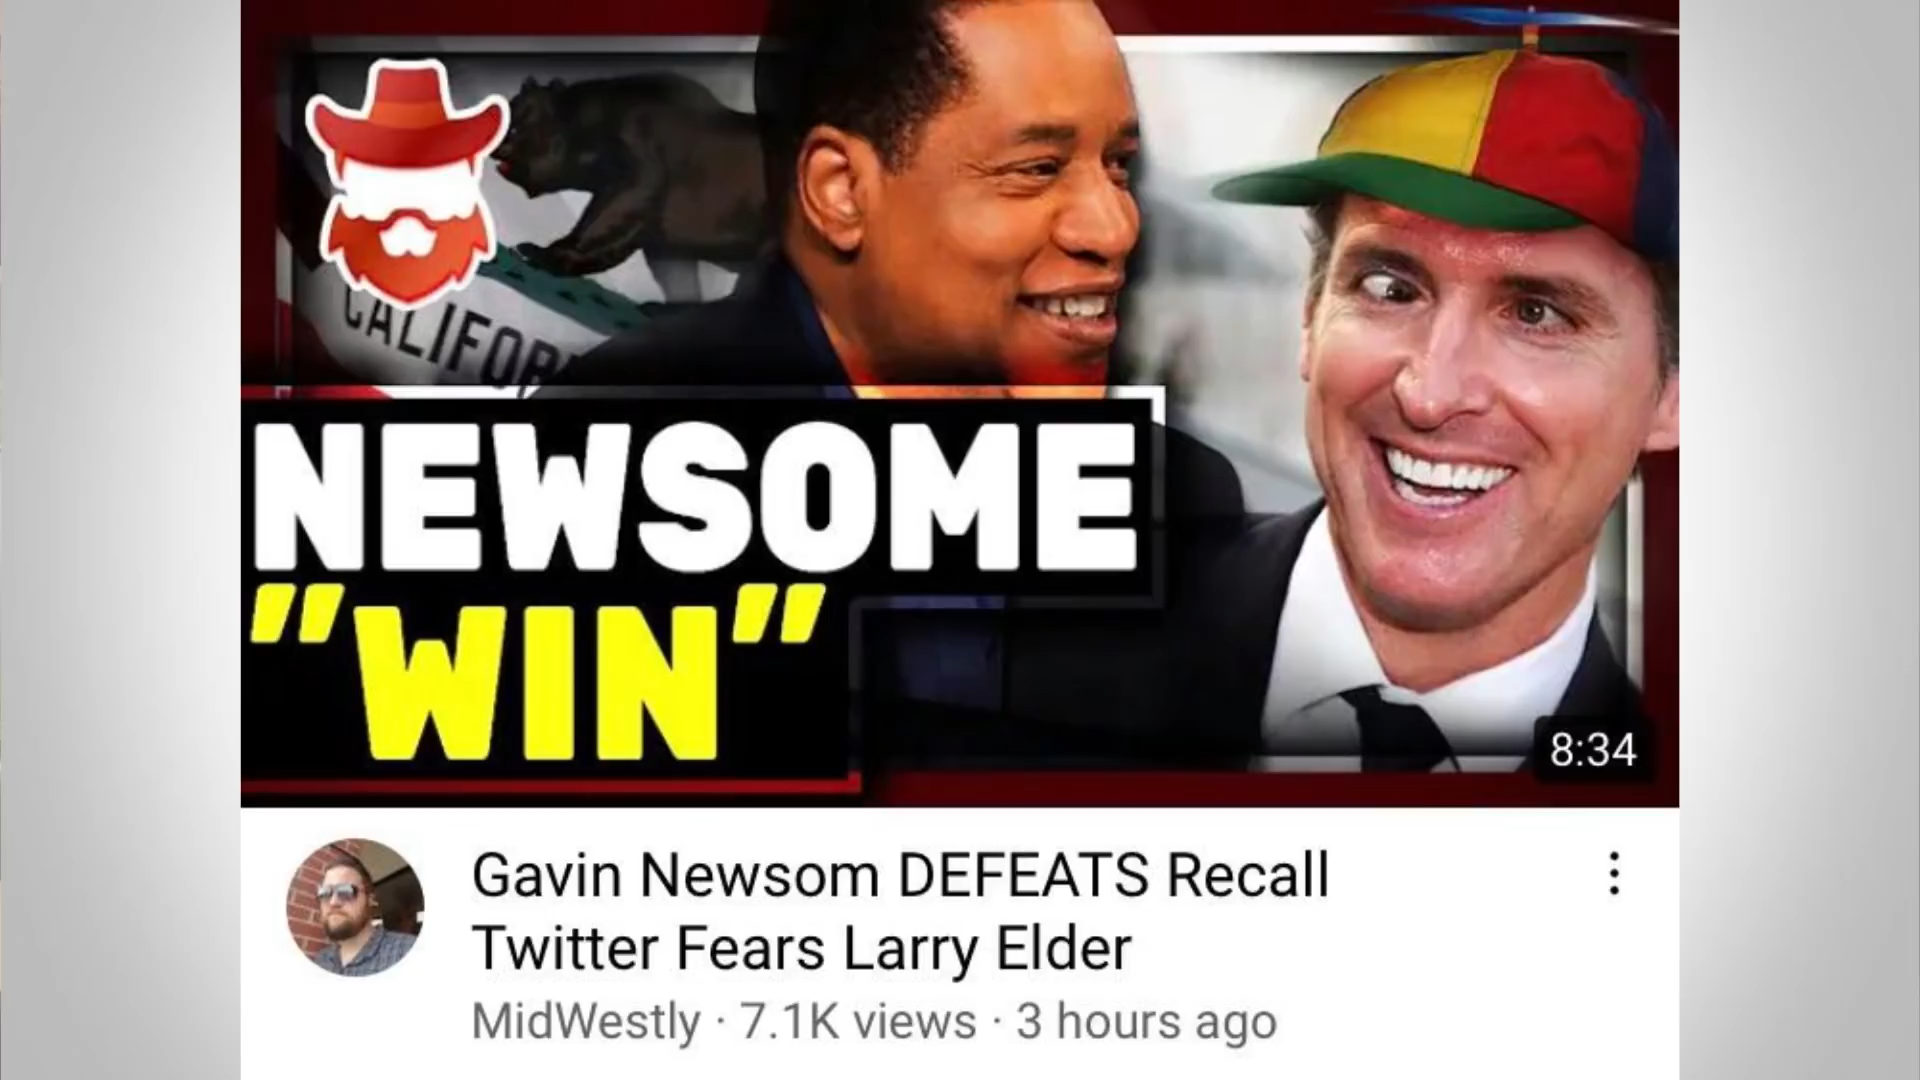 CALIFOR
NEWSOME
"WIN"
8:34
Gavin Newsom DEFEATS Recall
Twitter Fears Larry Elder
MidWestly · 7.1K views · 3 hours ago